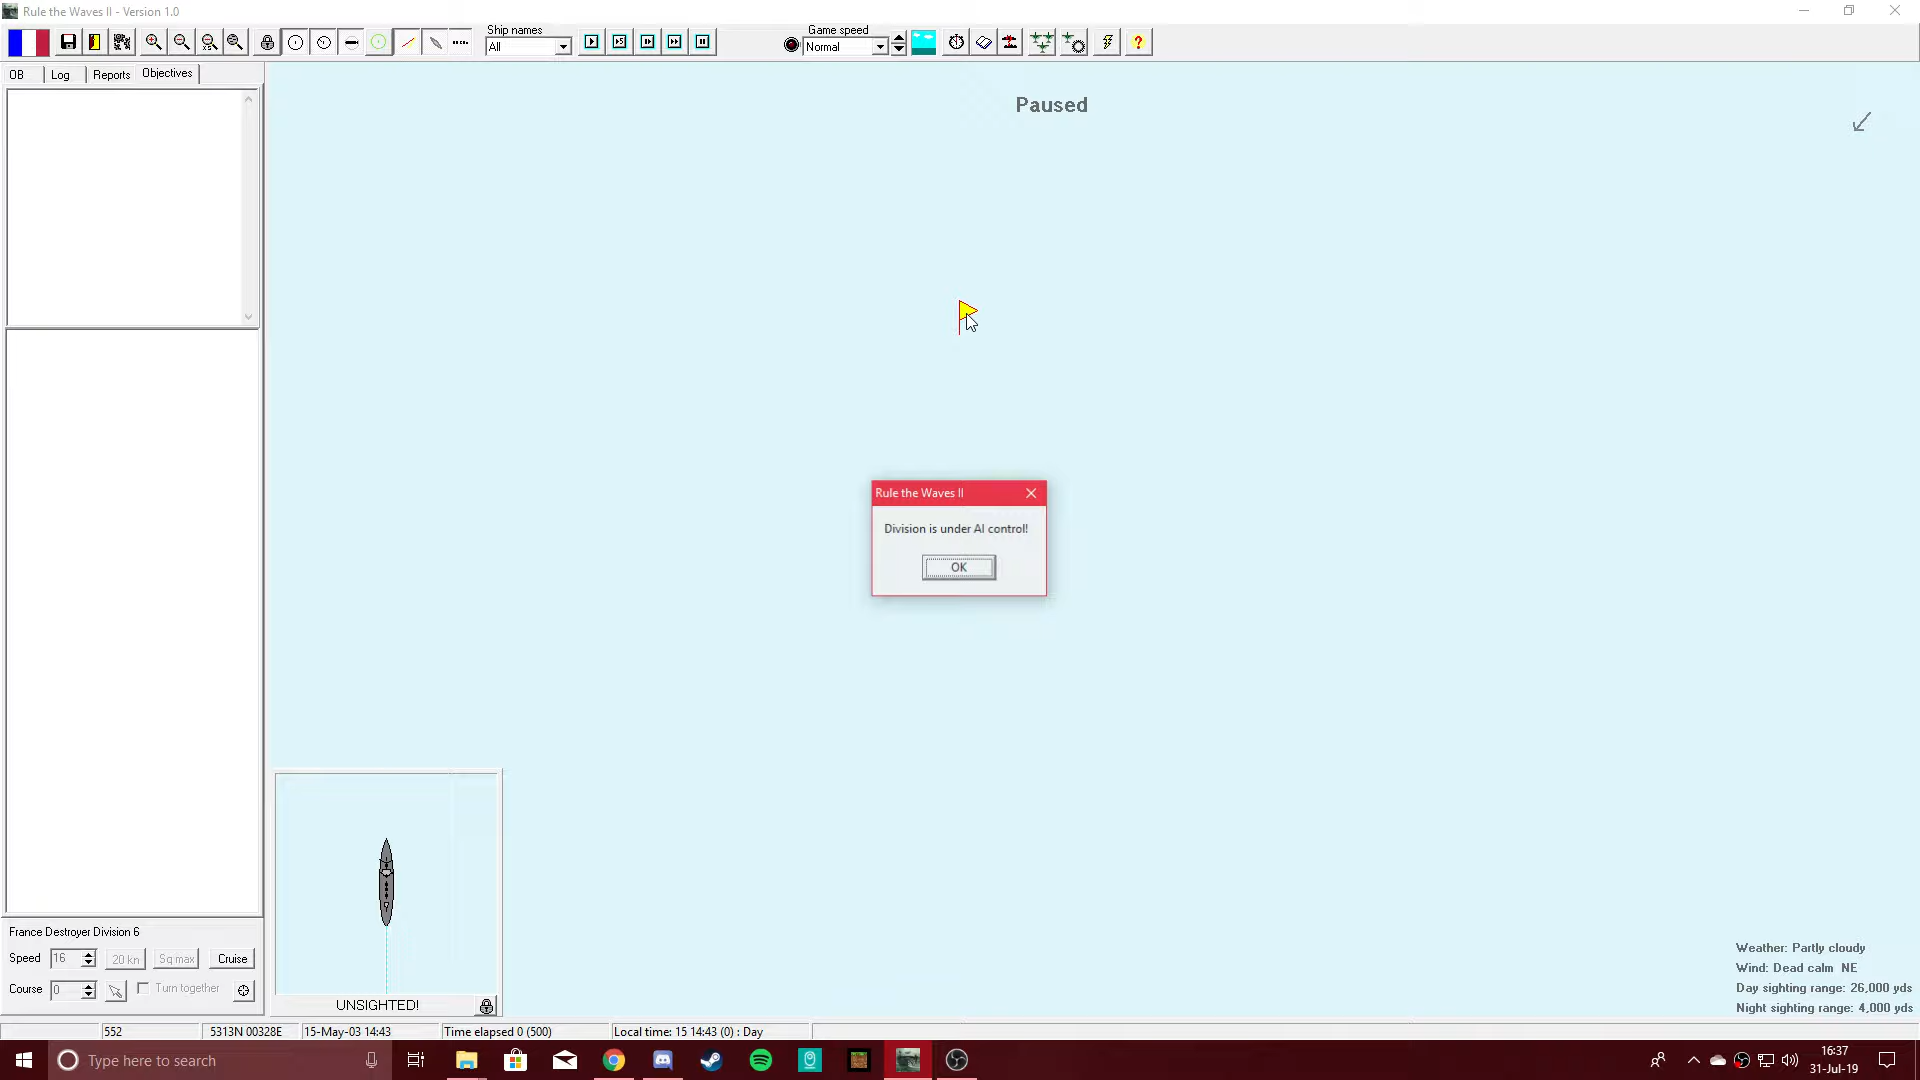 Rule the Waves II - Version 1.0
Ship names
All
Game speed
Normal
OB
Log
Reports
Objectives
Paused
Rule the Waves II
Division is under AI control!
OK
France Destroyer Division 6
Speed
16
20 kn
Sq max
Cruise
Course
0
Turn together
UNSIGHTED!
Weather: Partly cloudy
Wind: Dead calm NE
Day sighting range: 26,000 yds
Night sighting range: 4,000 yds
552
5313N 00328E
15-May-03 14:43
Time elapsed 0 (500)
Local time: 15 14:43 (0) : Day
Type here to search
16:37
31-Jul-19